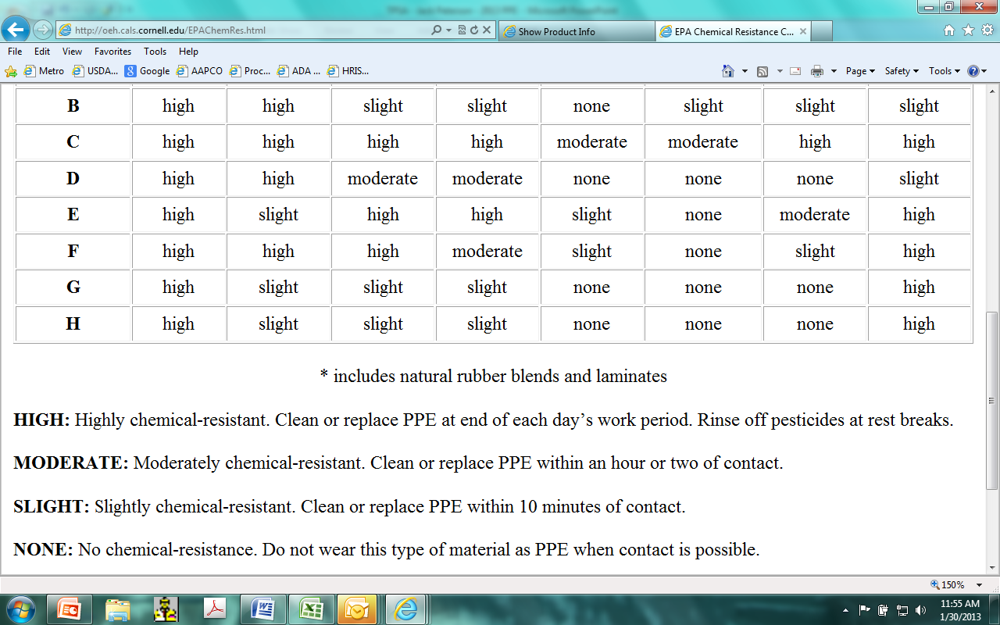 http://oeh.cals.cornell.edu/EPAChemRes.html
Show Product Info
EPA Chemical Resistance C...
File Edit View Favorites Tools Help
Metro USDA... Google AAPCO Proc... ADA ... HRIS...
Page Safety Tools
B high high slight slight none slight slight slight
C high high high high moderate moderate high high
D high high moderate moderate none none none slight
E high slight high high slight none moderate high
F high high high moderate slight none slight high
G high slight slight slight none none none high
H high slight slight slight none none none high
* includes natural rubber blends and laminates
HIGH: Highly chemical-resistant. Clean or replace PPE at end of each day’s work period. Rinse off pesticides at rest breaks.
MODERATE: Moderately chemical-resistant. Clean or replace PPE within an hour or two of contact.
SLIGHT: Slightly chemical-resistant. Clean or replace PPE within 10 minutes of contact.
NONE: No chemical-resistance. Do not wear this type of material as PPE when contact is possible.
150%
11:55 AM
1/30/2013